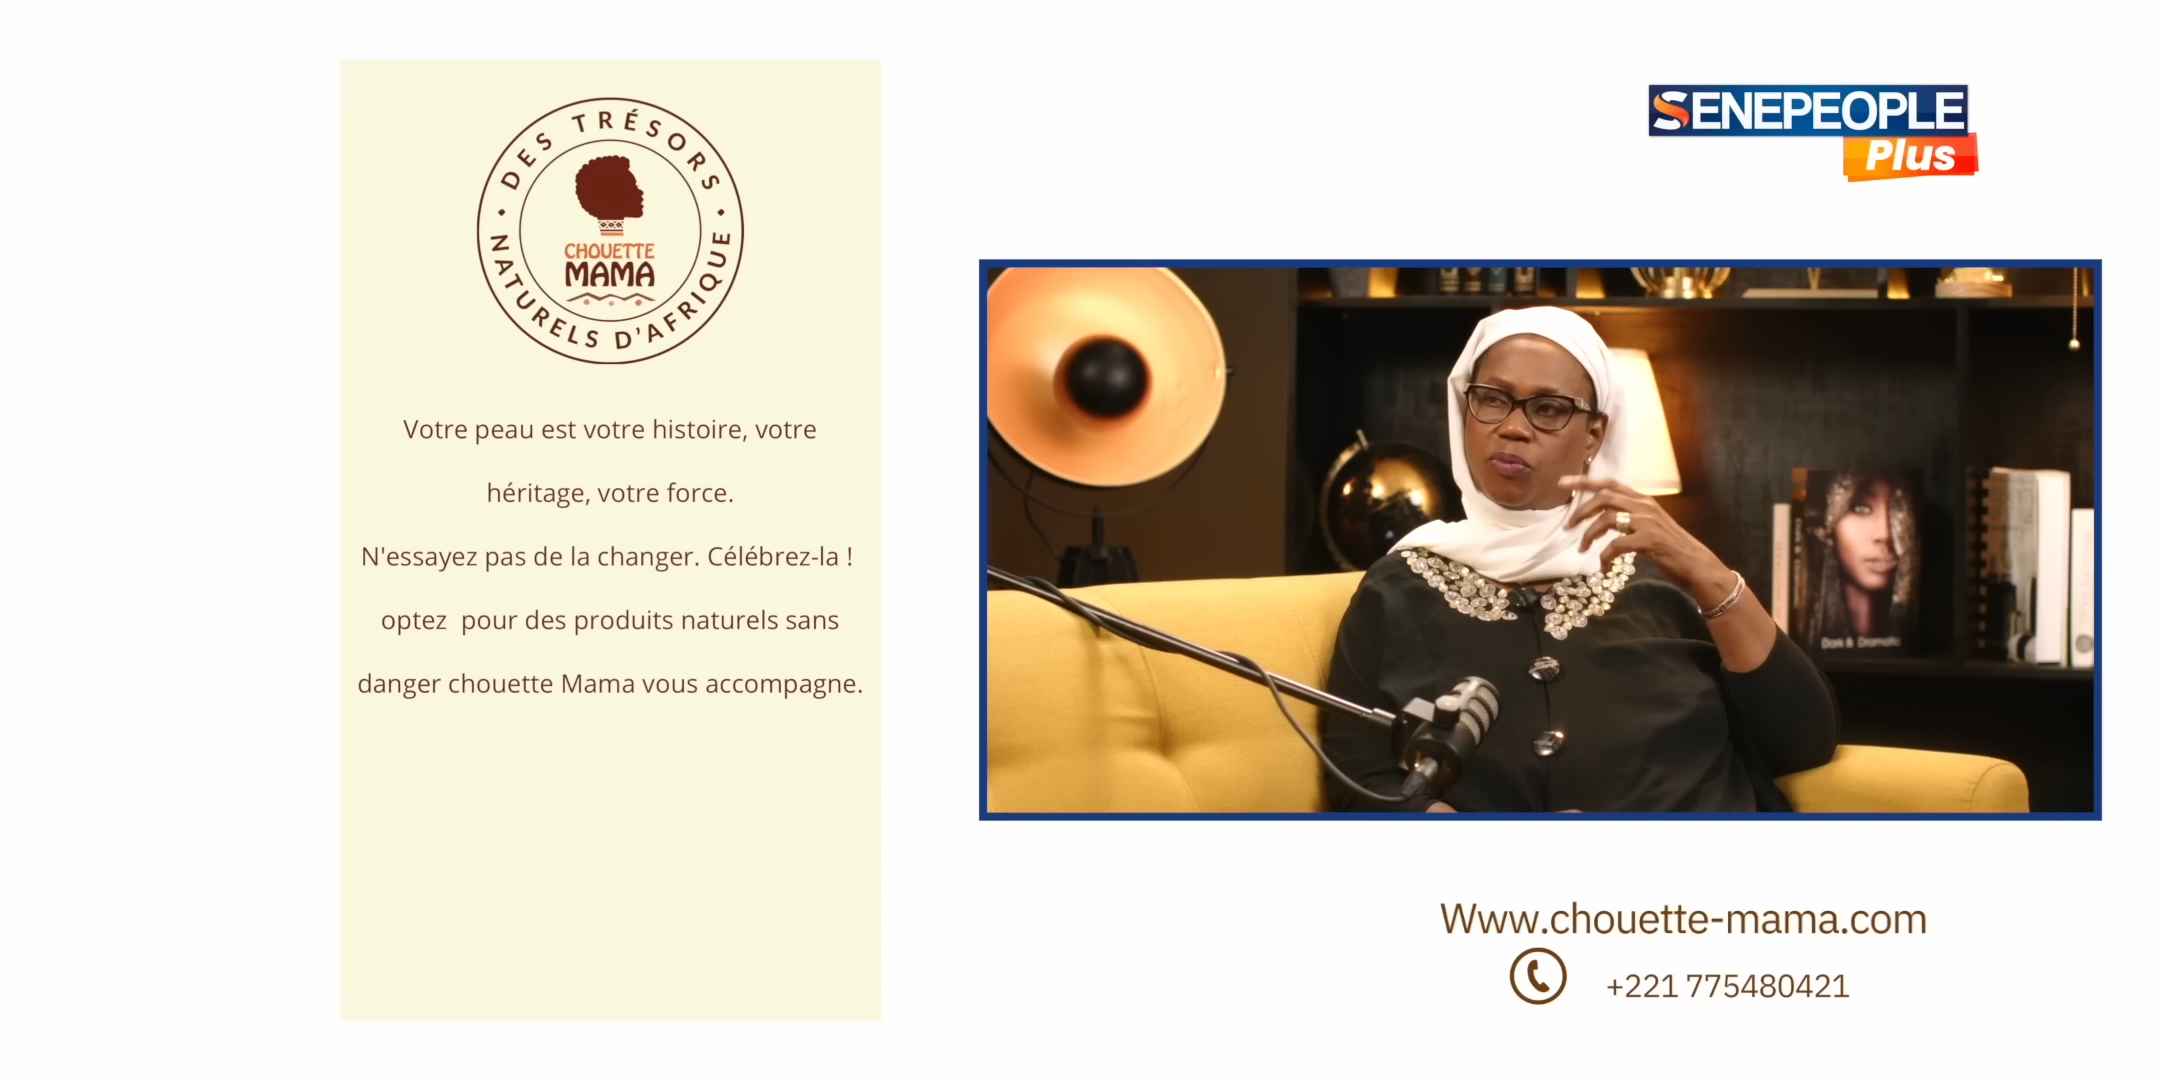 DES TRÉSORS
NATURELS D'AFRIQUE
CHOUETTE
MAMA
Votre peau est votre histoire, votre
héritage, votre force.
N'essayez pas de la changer. Célébrez-la !
optez  pour des produits naturels sans
danger chouette Mama vous accompagne.
SENEPEOPLE
Plus
Dark & Dramatic
Www.chouette-mama.com
+221 775480421